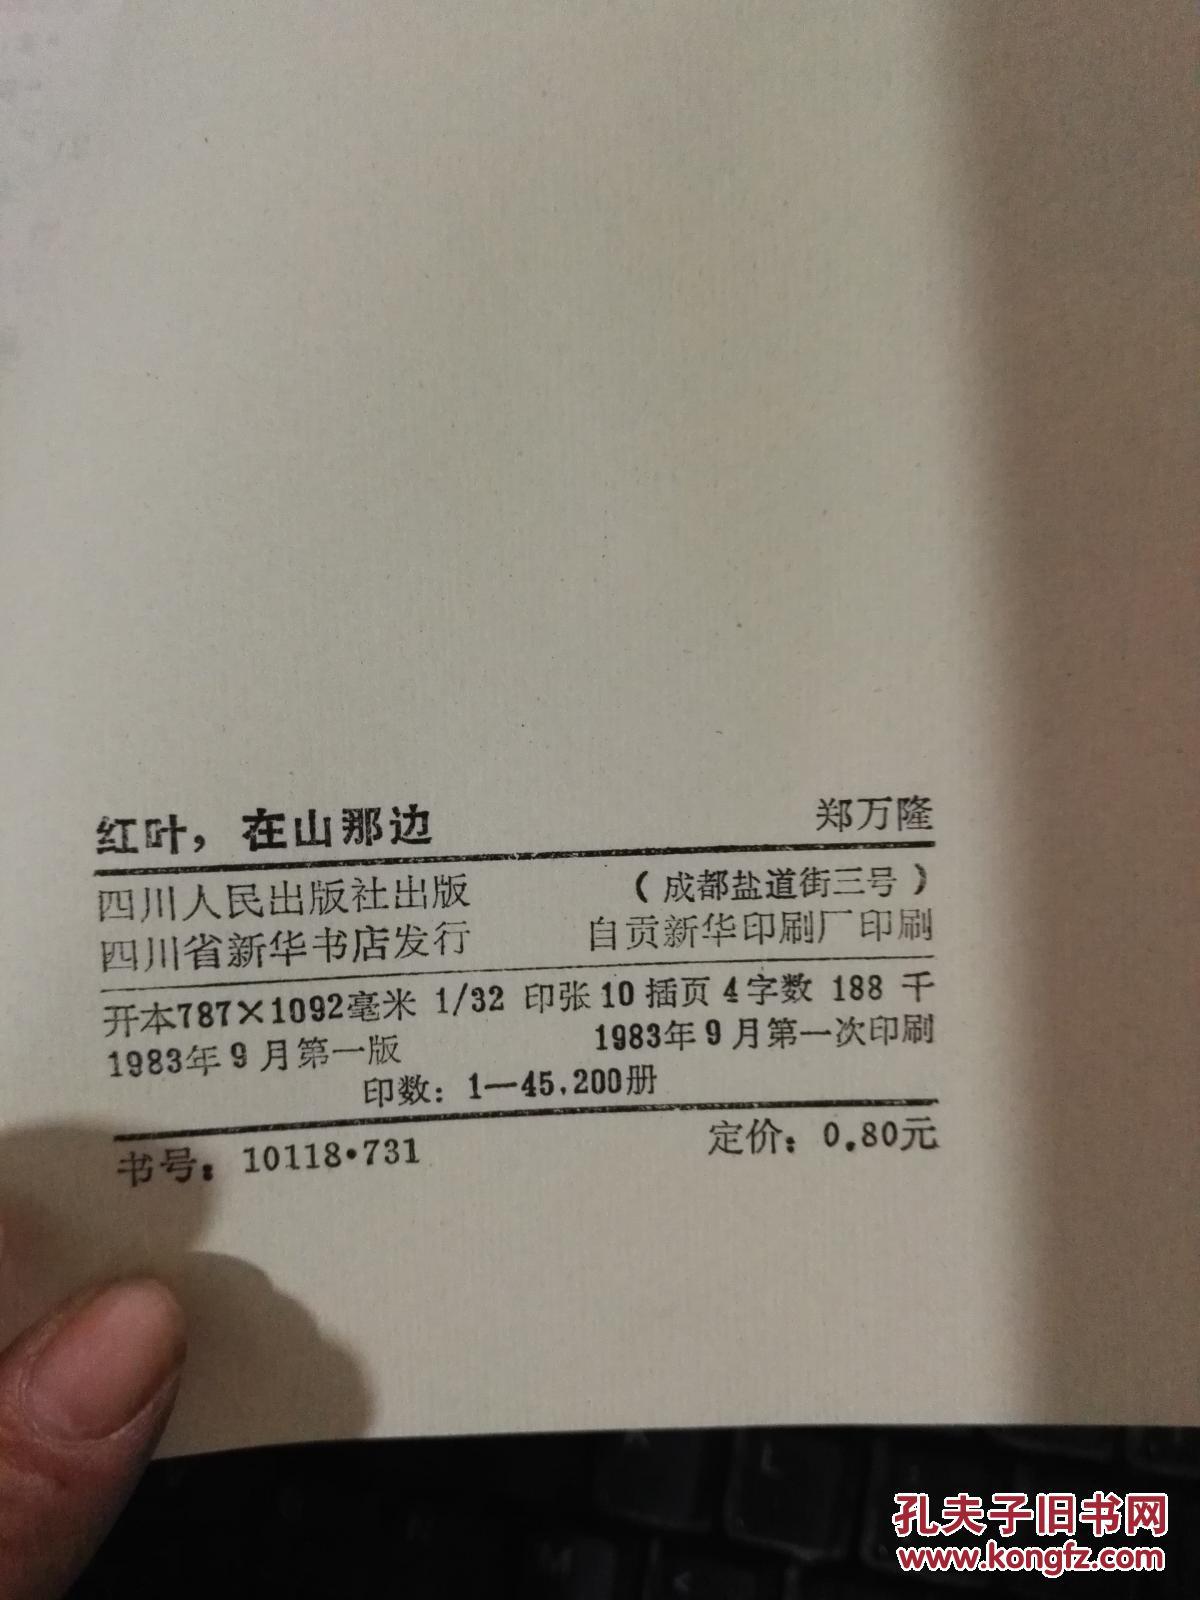 红叶，在山那边 郑万隆
四川人民出版社出版 （成都盐道街三号）
四川省新华书店发行 自贡新华印刷厂印刷
开本787×1092毫米 1/32 印张10 插页4 字数 188 千
1983年9月第一版 1983年9月第一次印刷
印数：1—45,200册
书号：10118·731 定价：0.80元
孔夫子旧书网
www.kongfz.com